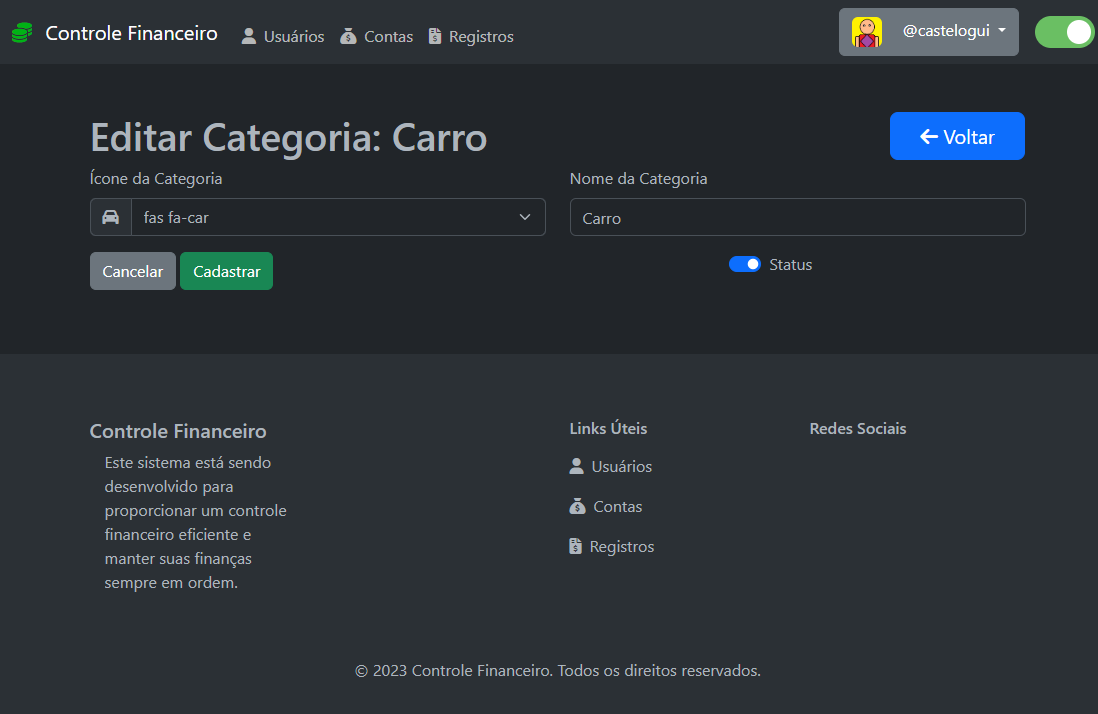 Controle Financeiro Usuários Contas Registros @castelogui
Editar Categoria: Carro Voltar
Ícone da Categoria Nome da Categoria
fas fa-car Carro
Cancelar Cadastrar Status
Controle Financeiro
Este sistema está sendo
desenvolvido para
proporcionar um controle
financeiro eficiente e
manter suas finanças
sempre em ordem.
Links Úteis
Usuários
Contas
Registros
Redes Sociais
© 2023 Controle Financeiro. Todos os direitos reservados.